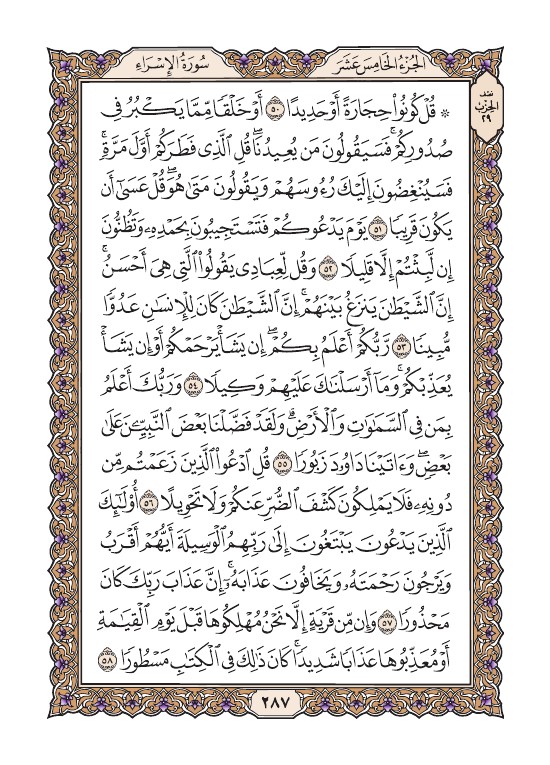 سُورَةُ الإِسْرَاءِ
الجُزْءُ الخَامِسَ عَشَرَ
نصف
الحزب
٢٩
۞ قُلْ كُونُوا۟ حِجَارَةً أَوْ حَدِيدًا ٥٠ أَوْ خَلْقًا مِّمَّا يَكْبُرُ فِى
صُدُورِكُمْ ۚ فَسَيَقُولُونَ مَن يُعِيدُنَا ۖ قُلِ ٱلَّذِى فَطَرَكُمْ أَوَّلَ مَرَّةٍ ۚ
فَسَيُنْغِضُونَ إِلَيْكَ رُءُوسَهُمْ وَيَقُولُونَ مَتَىٰ هُوَ ۖ قُلْ عَسَىٰٓ أَن
يَكُونَ قَرِيبًا ٥١ يَوْمَ يَدْعُوكُمْ فَتَسْتَجِيبُونَ بِحَمْدِهِۦ وَتَظُنُّونَ
إِن لَّبِثْتُمْ إِلَّا قَلِيلًا ٥٢ وَقُل لِّعِبَادِى يَقُولُوا۟ ٱلَّتِى هِىَ أَحْسَنُ ۚ
إِنَّ ٱلشَّيْطَـٰنَ يَنزَغُ بَيْنَهُمْ ۚ إِنَّ ٱلشَّيْطَـٰنَ كَانَ لِلْإِنسَـٰنِ عَدُوًّا
مُّبِينًا ٥٣ رَّبُّكُمْ أَعْلَمُ بِكُمْ ۖ إِن يَشَأْ يَرْحَمْكُمْ أَوْ إِن يَشَأْ
يُعَذِّبْكُمْ ۚ وَمَآ أَرْسَلْنَـٰكَ عَلَيْهِمْ وَكِيلًا ٥٤ وَرَبُّكَ أَعْلَمُ
بِمَن فِى ٱلسَّمَـٰوَٰتِ وَٱلْأَرْضِ ۗ وَلَقَدْ فَضَّلْنَا بَعْضَ ٱلنَّبِيِّـۧنَ عَلَىٰ
بَعْضٍ ۖ وَءَاتَيْنَا دَاوُۥدَ زَبُورًا ٥٥ قُلِ ٱدْعُوا۟ ٱلَّذِينَ زَعَمْتُم مِّن
دُونِهِۦ فَلَا يَمْلِكُونَ كَشْفَ ٱلضُّرِّ عَنكُمْ وَلَا تَحْوِيلًا ٥٦ أُو۟لَـٰٓئِكَ
ٱلَّذِينَ يَدْعُونَ يَبْتَغُونَ إِلَىٰ رَبِّهِمُ ٱلْوَسِيلَةَ أَيُّهُمْ أَقْرَبُ
وَيَرْجُونَ رَحْمَتَهُۥ وَيَخَافُونَ عَذَابَهُۥٓ ۚ إِنَّ عَذَابَ رَبِّكَ كَانَ
مَحْذُورًا ٥٧ وَإِن مِّن قَرْيَةٍ إِلَّا نَحْنُ مُهْلِكُوهَا قَبْلَ يَوْمِ ٱلْقِيَـٰمَةِ
أَوْ مُعَذِّبُوهَا عَذَابًا شَدِيدًا ۚ كَانَ ذَٰلِكَ فِى ٱلْكِتَـٰبِ مَسْطُورًا ٥٨
٢٨٧